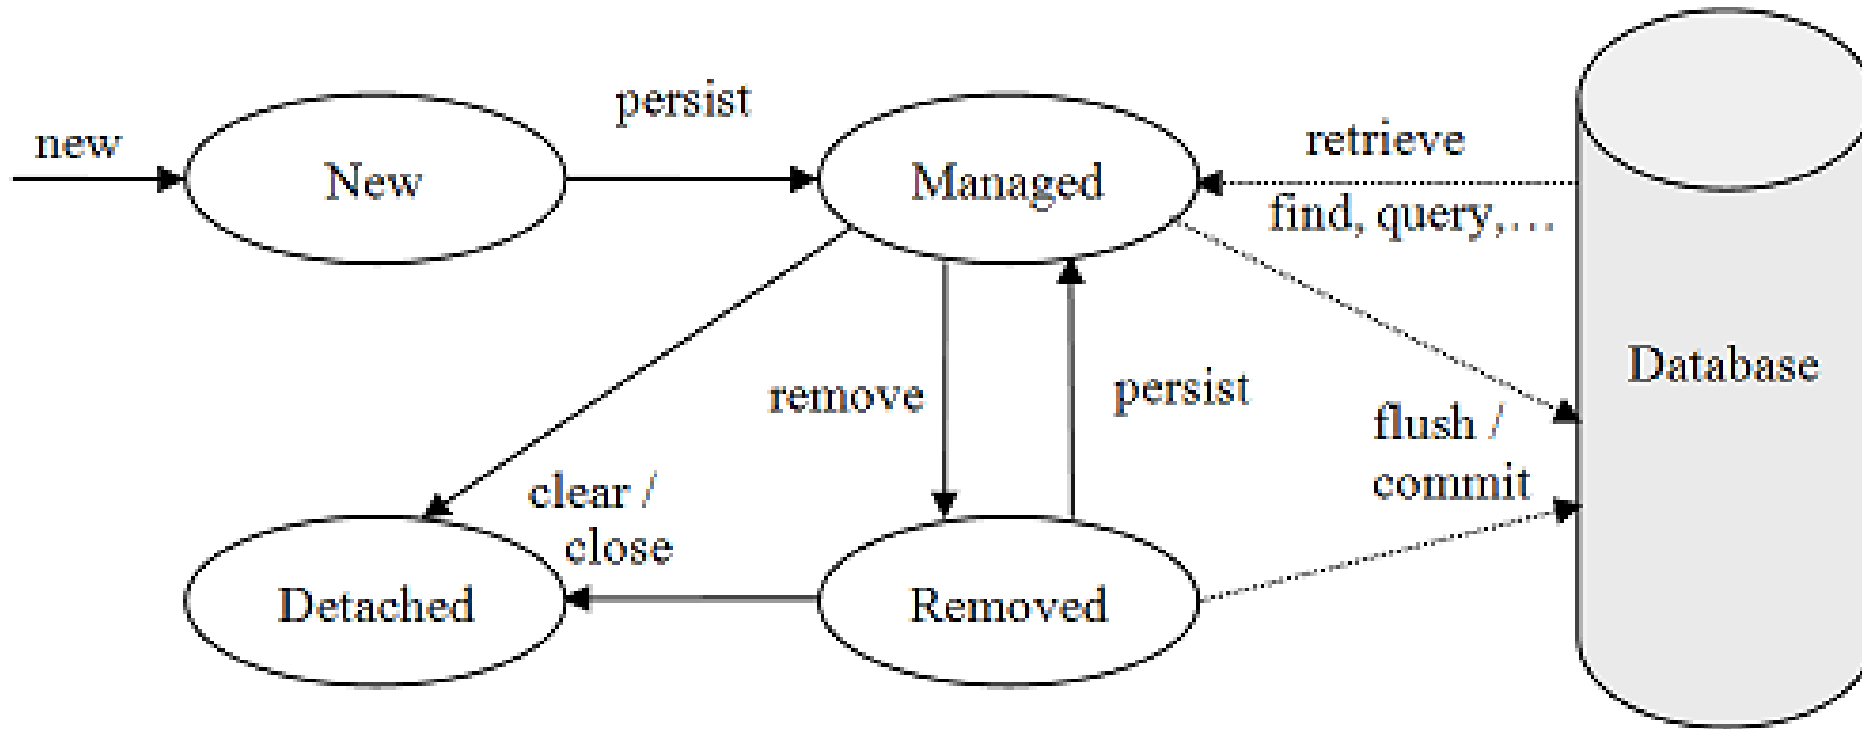 new
New
persist
Managed
retrieve
find, query,...
Database
remove
persist
flush /
commit
clear /
close
Detached
Removed